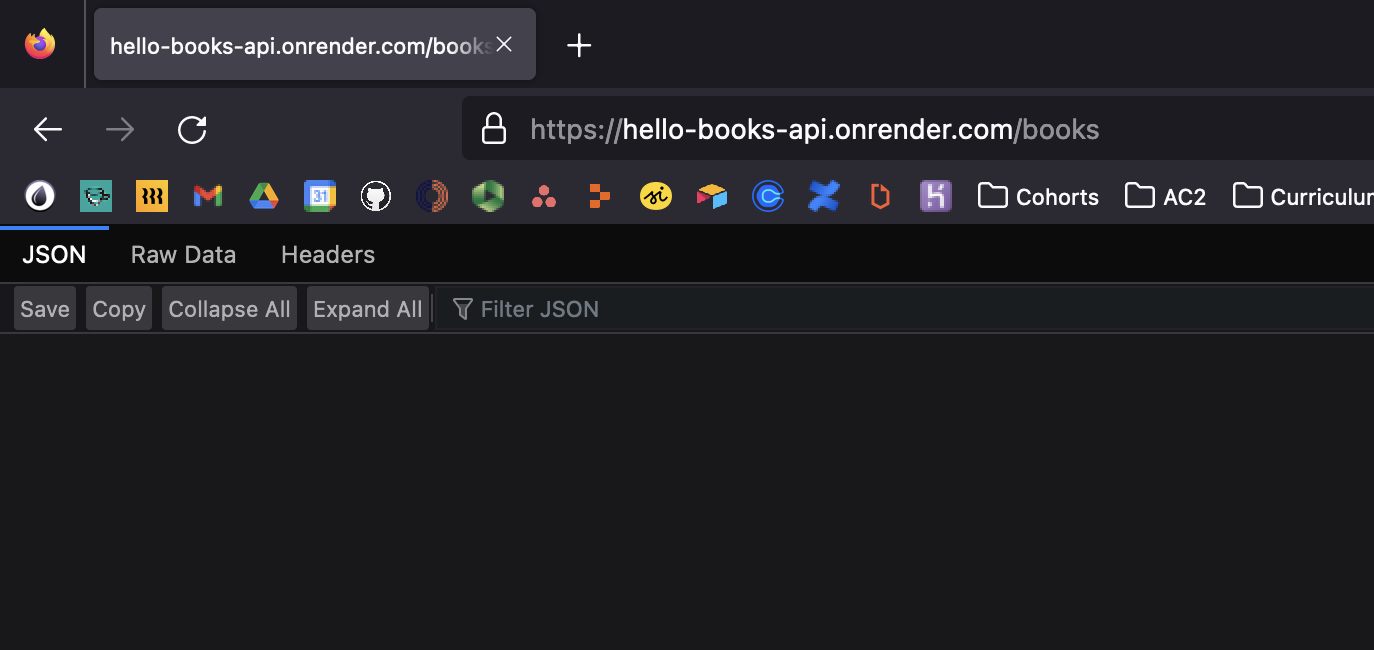 hello-books-api.onrender.com/books
https://hello-books-api.onrender.com/books
31 Cohorts AC2 Curriculur
JSON Raw Data Headers
Save Copy Collapse All Expand All Filter JSON